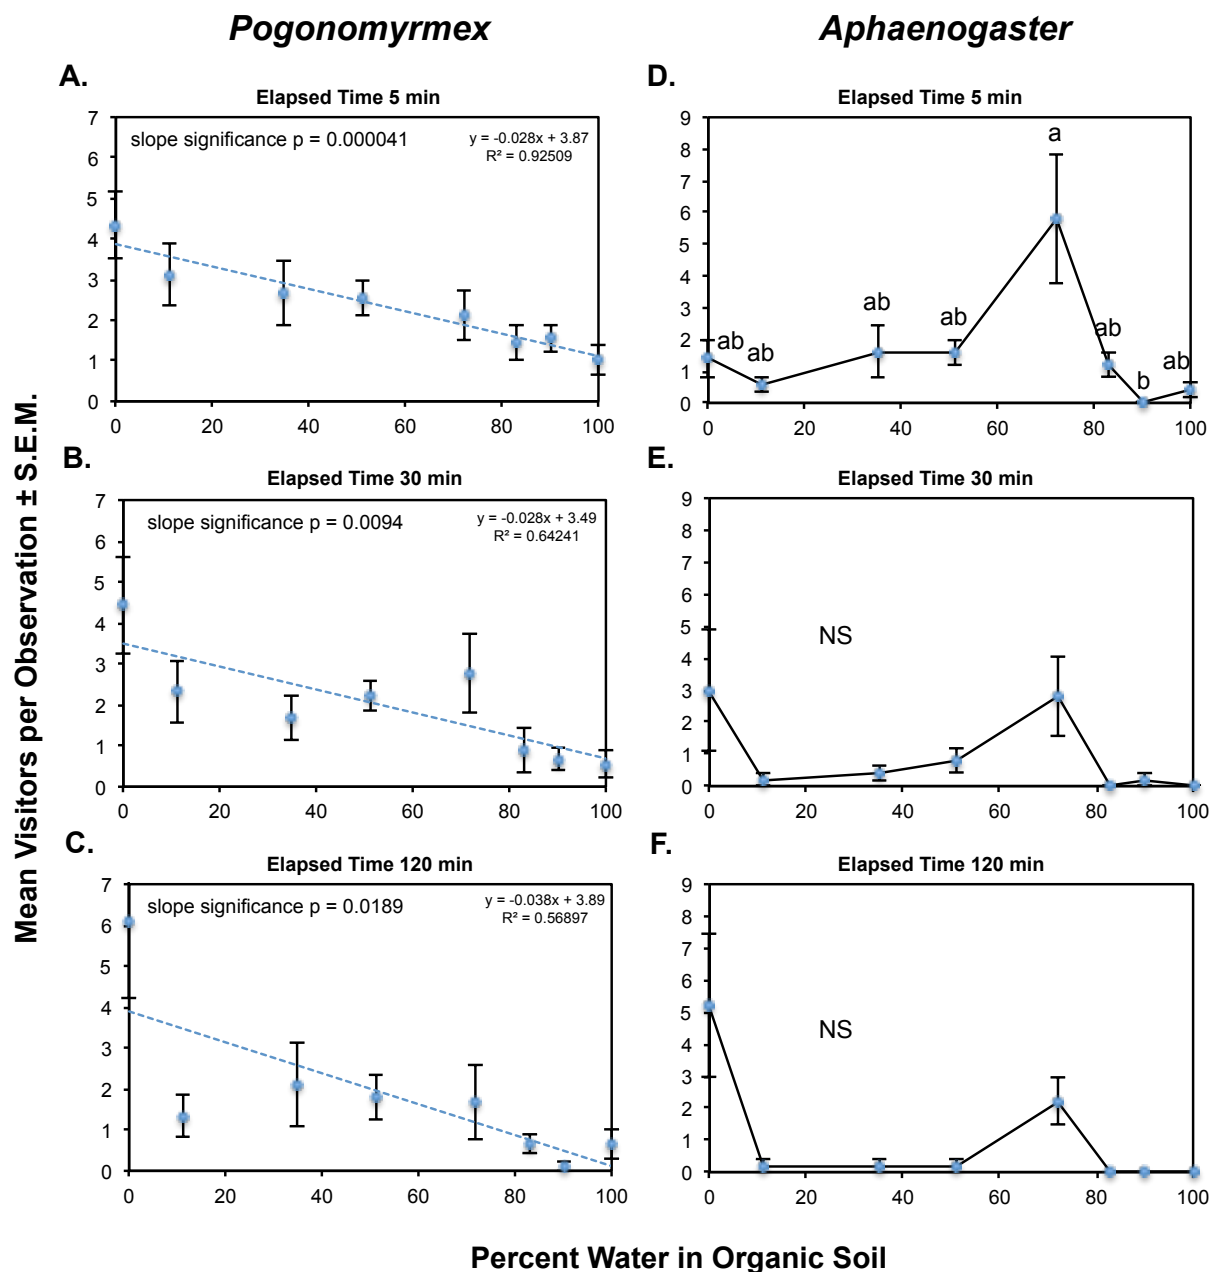 Pogonomyrmex
Aphaenogaster
Mean Visitors per Observation ± S.E.M.
A.
Elapsed Time 5 min
slope significance p = 0.000041
y = -0.028x + 3.87
R² = 0.92509
7
6
5
4
3
2
1
0
0 20 40 60 80 100
B.
Elapsed Time 30 min
slope significance p = 0.0094
y = -0.028x + 3.49
R² = 0.64241
7
6
5
4
3
2
1
0
0 20 40 60 80 100
C.
Elapsed Time 120 min
slope significance p = 0.0189
y = -0.038x + 3.89
R² = 0.56897
7
6
5
4
3
2
1
0
0 20 40 60 80 100
D.
Elapsed Time 5 min
9
8
7
6
5
4
3
2
1
0
ab
ab
ab
ab
a
ab
b
ab
0 20 40 60 80 100
E.
Elapsed Time 30 min
9
8
7
6
5
4
3
2
1
0
NS
0 20 40 60 80 100
F.
Elapsed Time 120 min
9
8
7
6
5
4
3
2
1
0
NS
0 20 40 60 80 100
Percent Water in Organic Soil